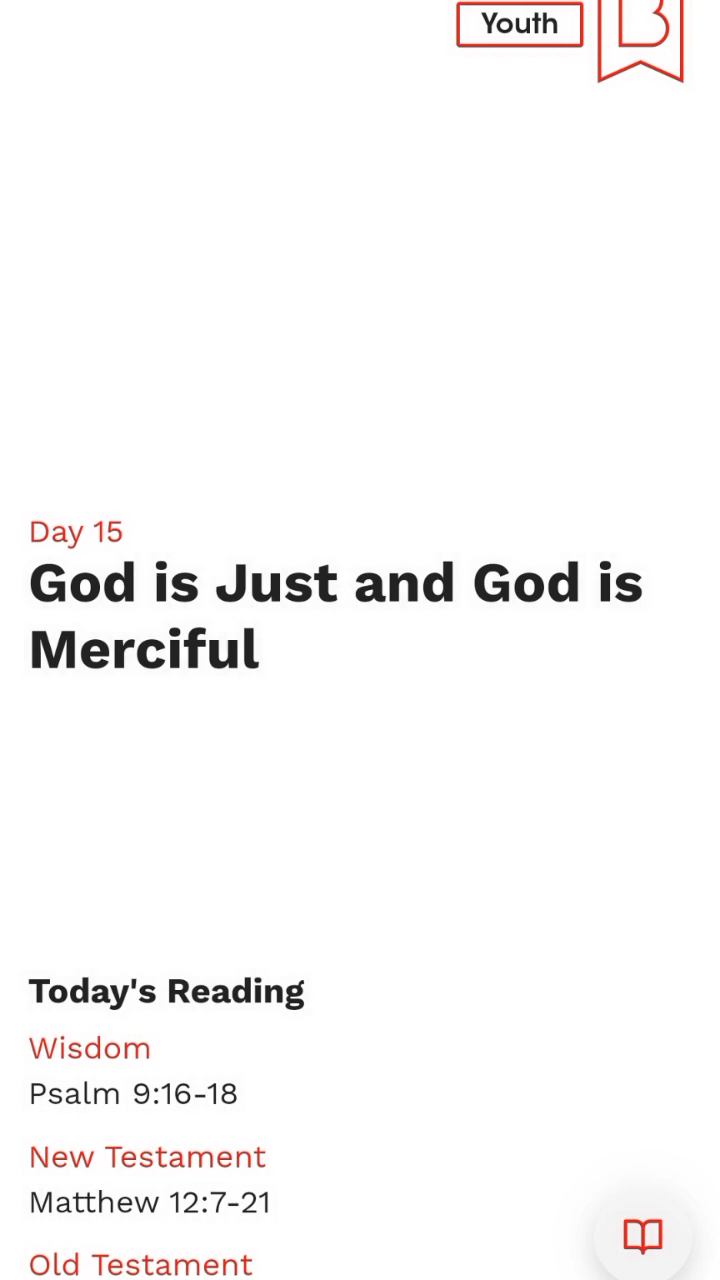 Youth
Day 15
God is Just and God is
Merciful
Today's Reading
Wisdom
Psalm 9:16-18
New Testament
Matthew 12:7-21
Old Testament